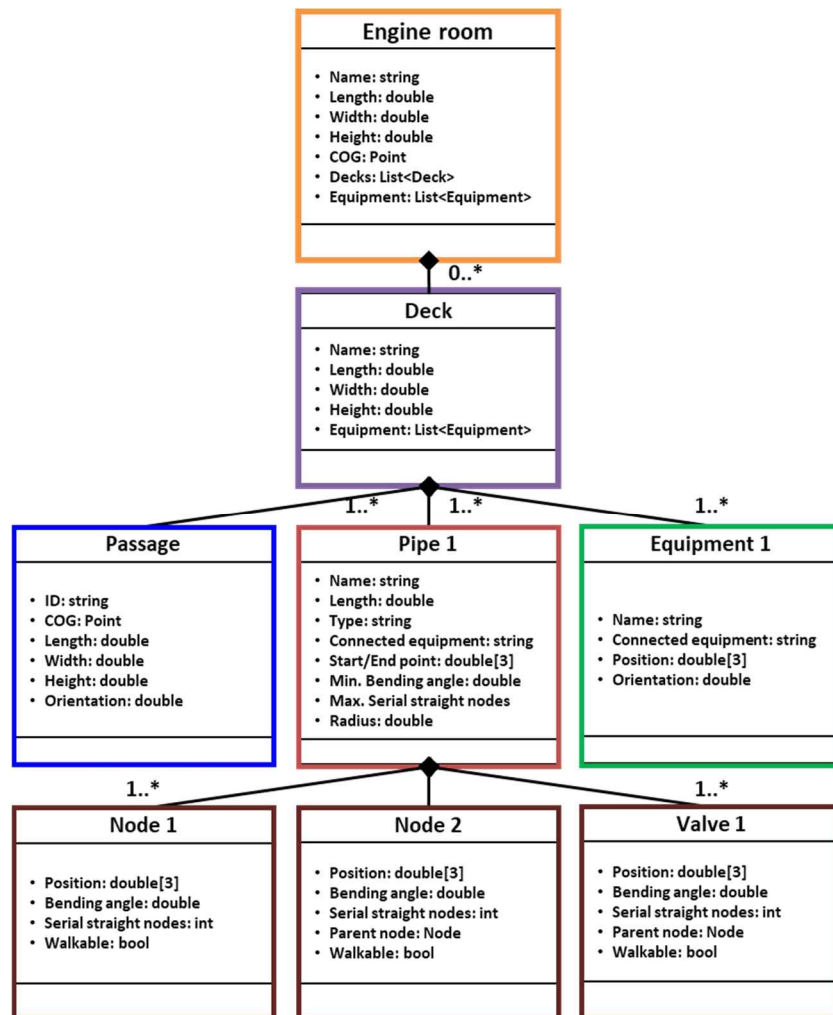 Engine room
• Name: string
• Length: double
• Width: double
• Height: double
• COG: Point
• Decks: List<Deck>
• Equipment: List<Equipment>
0..*
Deck
• Name: string
• Length: double
• Width: double
• Height: double
• Equipment: List<Equipment>
1..* 1..* 1..*
Passage
• ID: string
• COG: Point
• Length: double
• Width: double
• Height: double
• Orientation: double
Pipe 1
• Name: string
• Length: double
• Type: string
• Connected equipment: string
• Start/End point: double[3]
• Min. Bending angle: double
• Max. Serial straight nodes
• Radius: double
Equipment 1
• Name: string
• Connected equipment: string
• Position: double[3]
• Orientation: double
1..* 1..*
Node 1
• Position: double[3]
• Bending angle: double
• Serial straight nodes: int
• Walkable: bool
Node 2
• Position: double[3]
• Bending angle: double
• Serial straight nodes: int
• Parent node: Node
• Walkable: bool
Valve 1
• Position: double[3]
• Bending angle: double
• Serial straight nodes: int
• Parent node: Node
• Walkable: bool